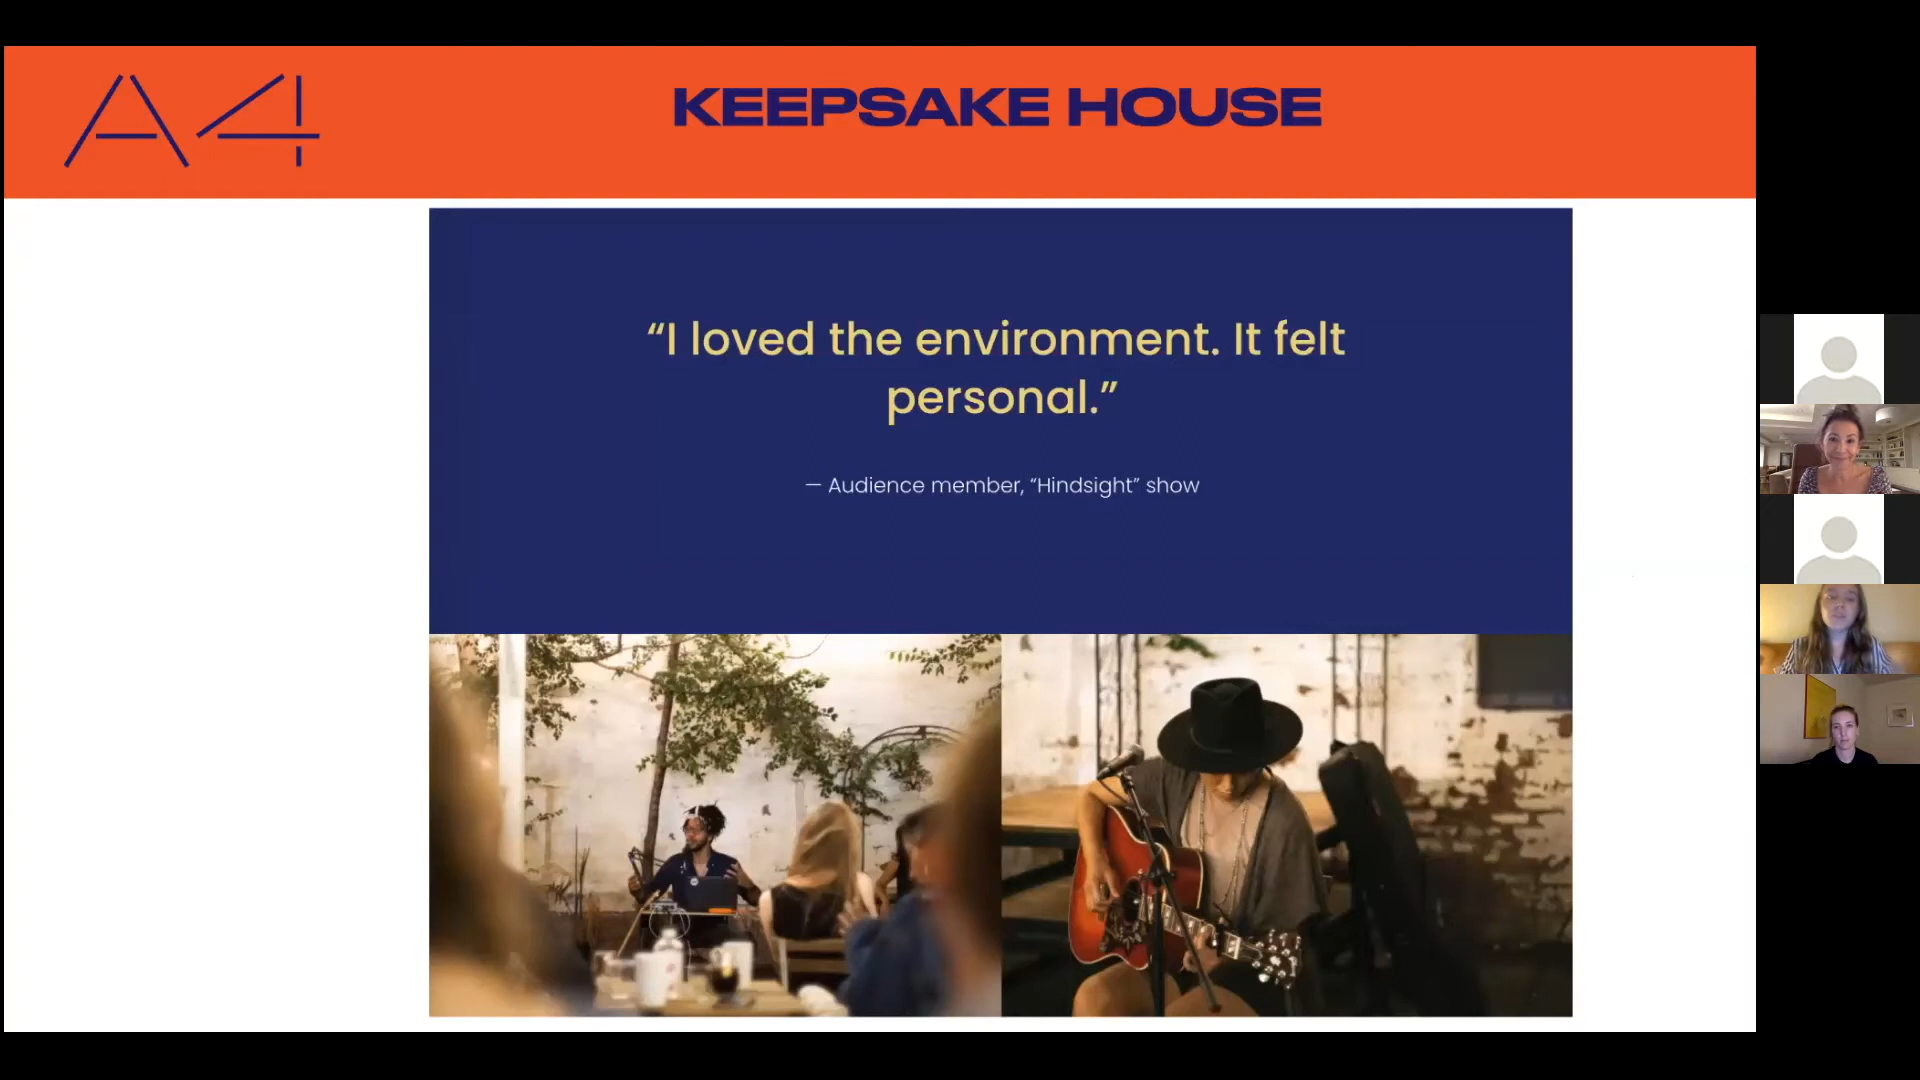 A4
KEEPSAKE HOUSE
“I loved the environment. It felt
personal.”
— Audience member, “Hindsight” show